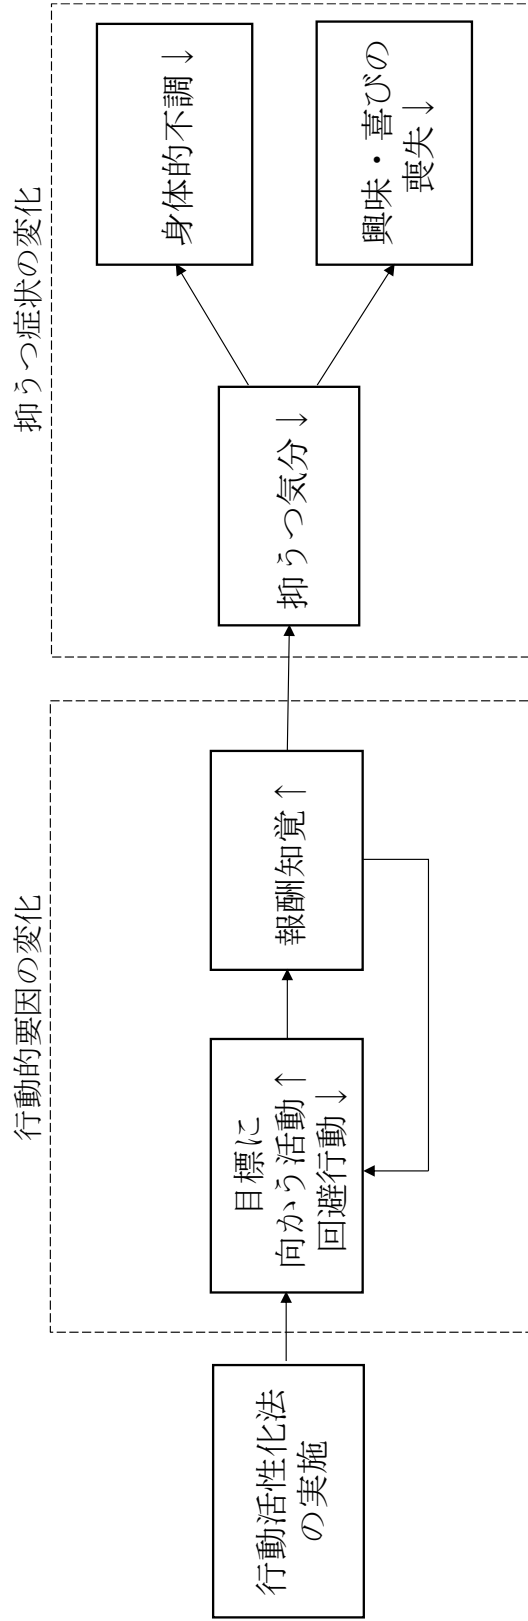 行動活性化法
の実施
行動的要因の変化
目標に
向かう活動↑
回避行動↓
報酬知覚↑
抑うつ症状の変化
抑うつ気分↓
身体的不調↓
興味・喜びの
喪失↓